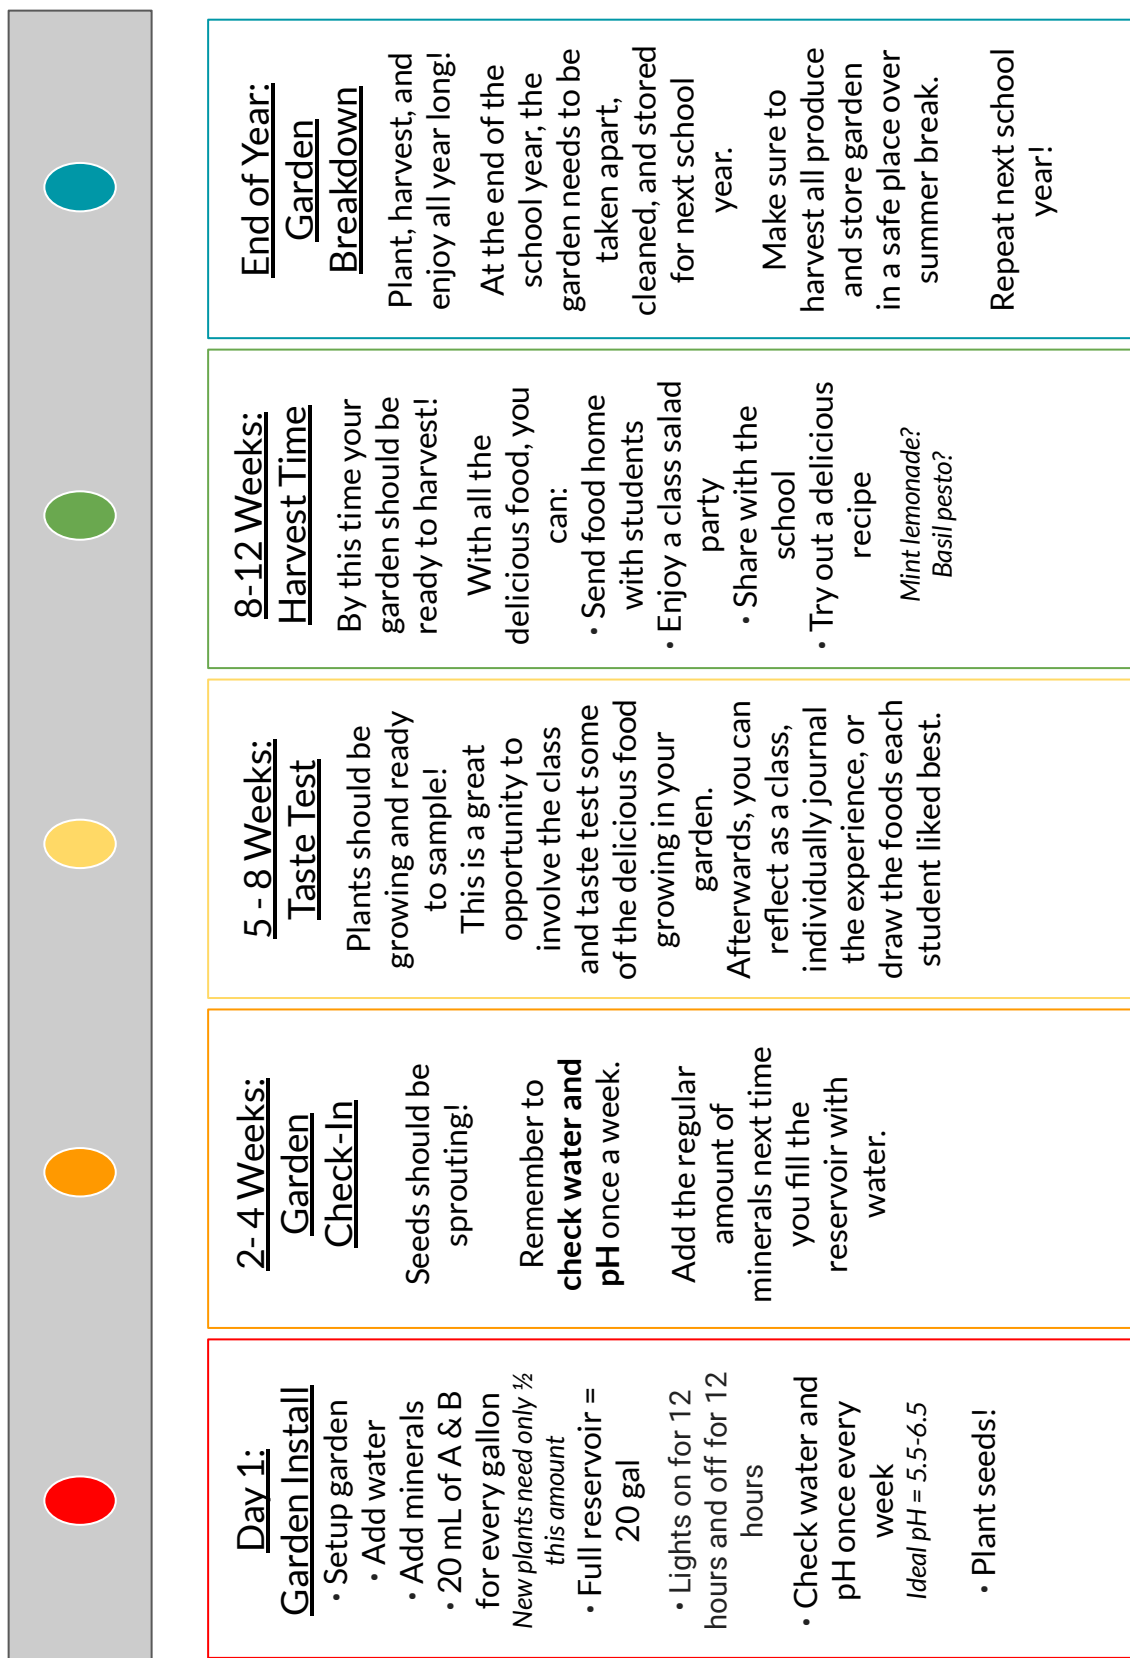 Day 1:
Garden Install
• Setup garden
• Add water
• Add minerals
• 20 mL of A & B
for every gallon
New plants need only ½
this amount
• Full reservoir =
20 gal
• Lights on for 12
hours and off for 12
hours
• Check water and
pH once every
week
Ideal pH = 5.5-6.5
• Plant seeds!
2- 4 Weeks:
Garden
Check-In
Seeds should be
sprouting!
Remember to
check water and
pH once a week.
Add the regular
amount of
minerals next time
you fill the
reservoir with
water.
5 - 8 Weeks:
Taste Test
Plants should be
growing and ready
to sample!
This is a great
opportunity to
involve the class
and taste test some
of the delicious food
growing in your
garden.
Afterwards, you can
reflect as a class,
individually journal
the experience, or
draw the foods each
student liked best.
8-12 Weeks:
Harvest Time
By this time your
garden should be
ready to harvest!
With all the
delicious food, you
can:
• Send food home
with students
• Enjoy a class salad
party
• Share with the
school
• Try out a delicious
recipe
Mint lemonade?
Basil pesto?
End of Year:
Garden
Breakdown
Plant, harvest, and
enjoy all year long!
At the end of the
school year, the
garden needs to be
taken apart,
cleaned, and stored
for next school
year.
Make sure to
harvest all produce
and store garden
in a safe place over
summer break.
Repeat next school
year!